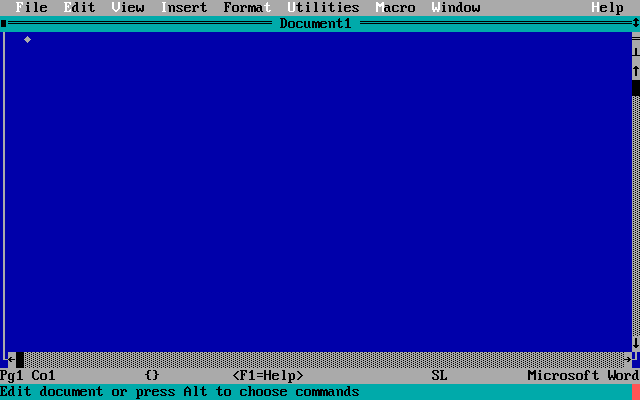 File Edit View Insert Format Utilities Macro Window Help
Document1
Pg1 Co1 {} <F1=Help> SL Microsoft Word
Edit document or press Alt to choose commands